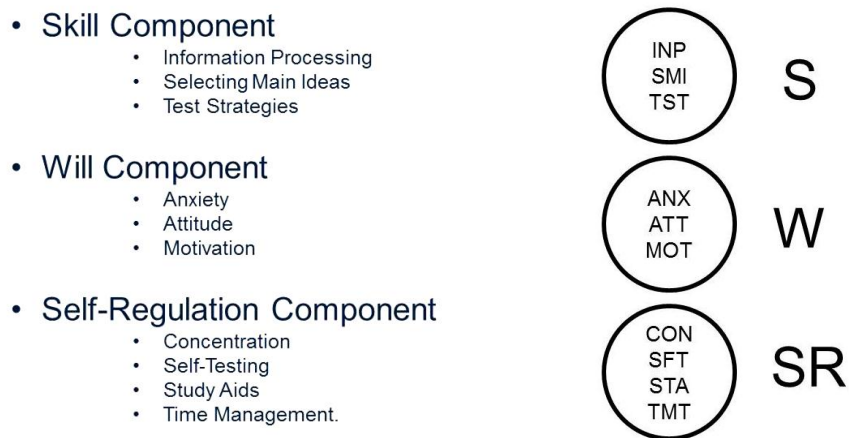 • Skill Component
• Information Processing
• Selecting Main Ideas
• Test Strategies
INP
SMI
TST
S
• Will Component
• Anxiety
• Attitude
• Motivation
ANX
ATT
MOT
W
• Self-Regulation Component
• Concentration
• Self-Testing
• Study Aids
• Time Management.
CON
SFT
STA
TMT
SR